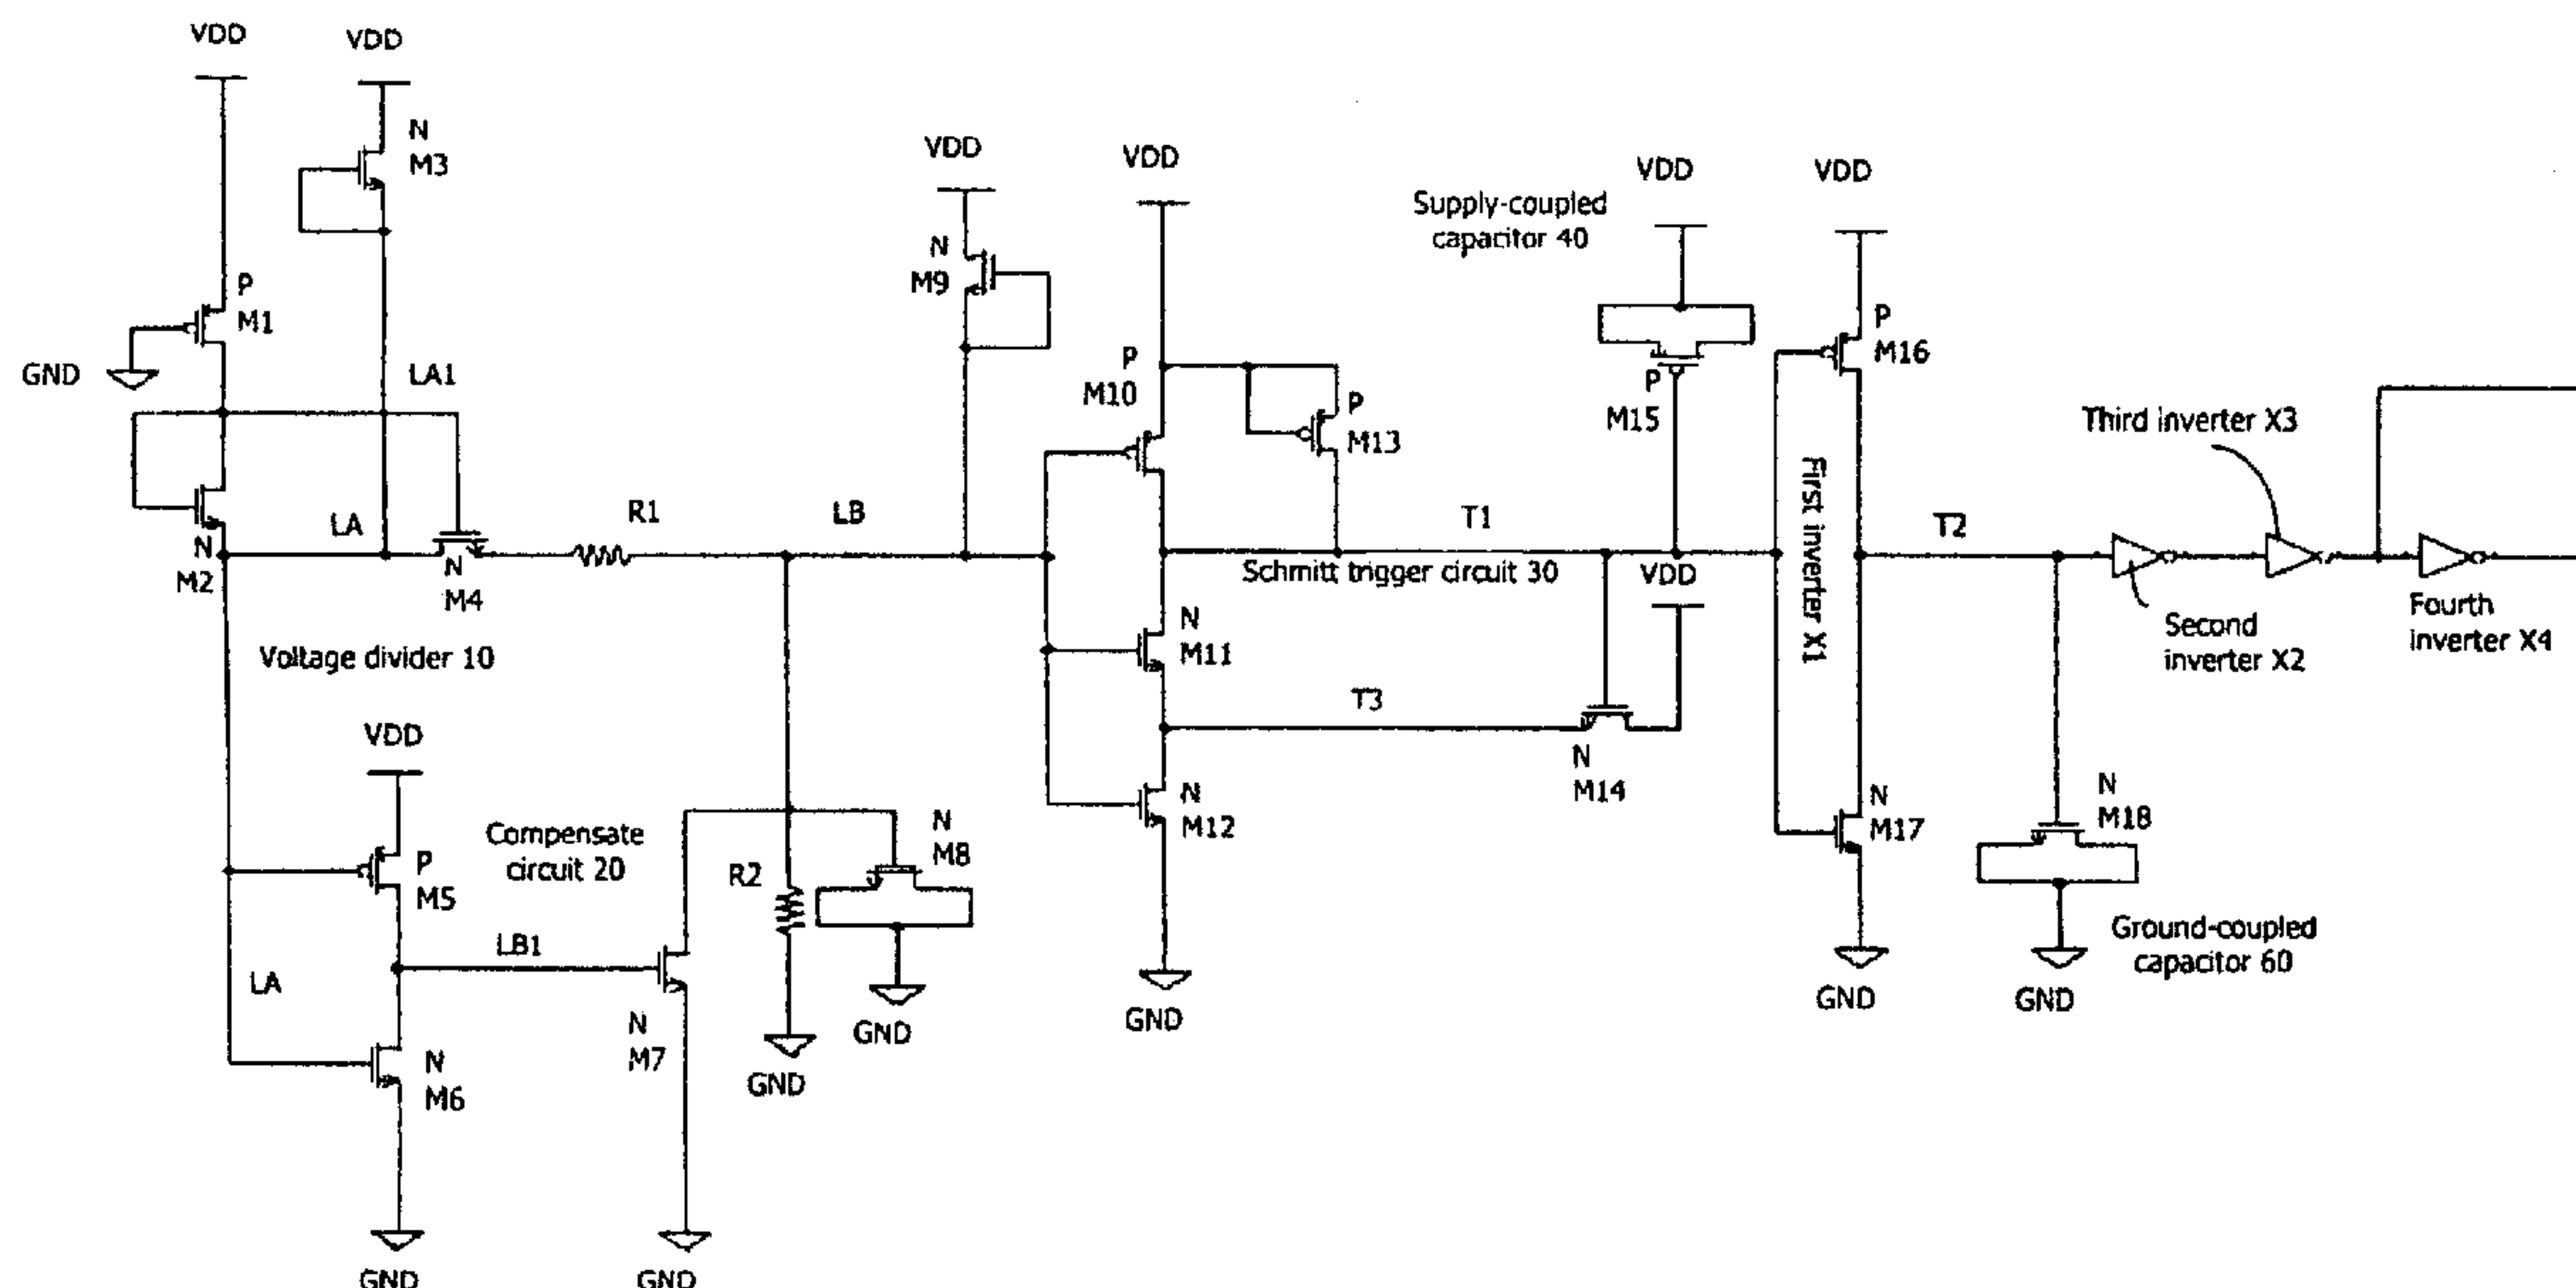 VDD
VDD
N
M3
VDD
VDD
VDD
VDD
Supply-coupled
capacitor 40
N
M9
P
M1
GND
LA1
P
M10
P
M13
P
M15
P
M16
Third inverter X3
LA
R1
LB
T1
First inverter X1
T2
N
M2
N
M4
Schmitt trigger circuit 30
VDD
N
M11
Second
inverter X2
Fourth
inverter X4
Voltage divider 10
T3
VDD
N
M14
N
M12
N
M17
N
M18
Compensate
circuit 20
N
M8
P
M5
R2
LB1
LA
Ground-coupled
capacitor 60
GND
GND
GND
GND
N
M7
GND
N
M6
GND
GND